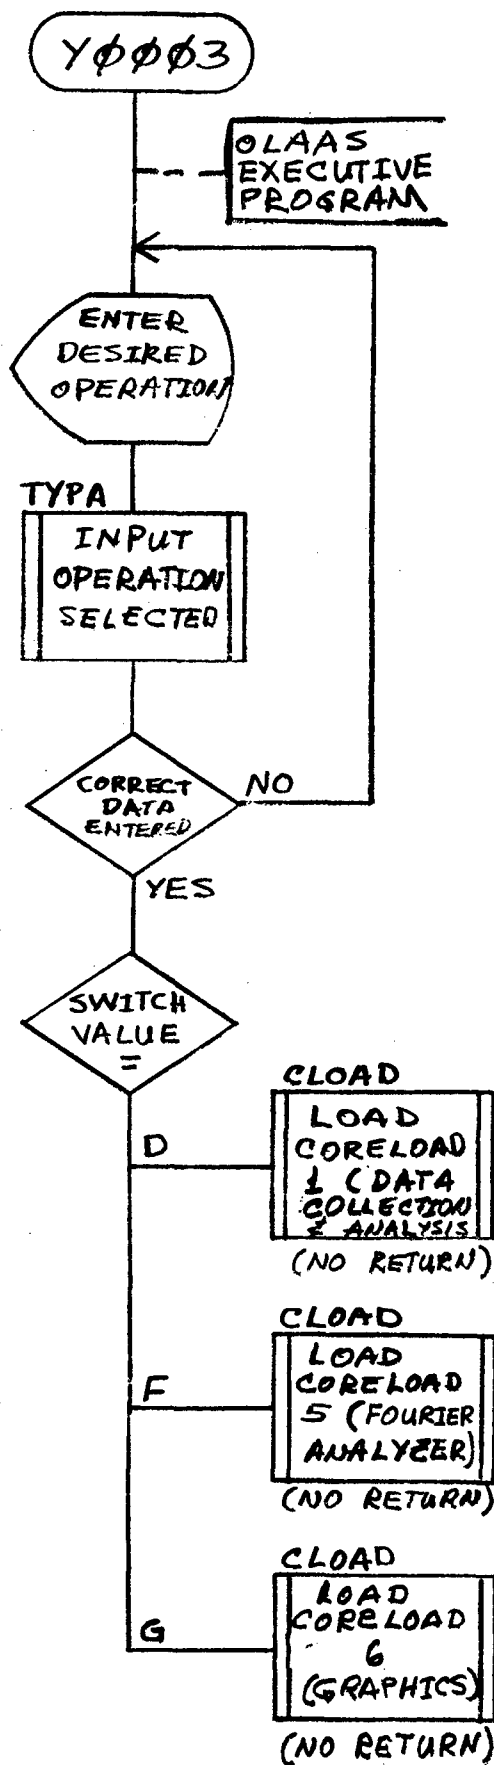 YØØØ3
OLAAS
EXECUTIVE
PROGRAM
ENTER
DESIRED
OPERATION
TYPA
INPUT
OPERATION
SELECTED
CORRECT
DATA
ENTERED
NO
YES
SWITCH
VALUE
=
CLOAD
LOAD
CORELOAD
1 (DATA
COLLECTION
& ANALYSIS
(NO RETURN)
D
CLOAD
LOAD
CORELOAD
5 (FOURIER
ANALYZER)
(NO RETURN)
F
CLOAD
LOAD
CORELOAD
6
(GRAPHICS)
(NO RETURN)
G